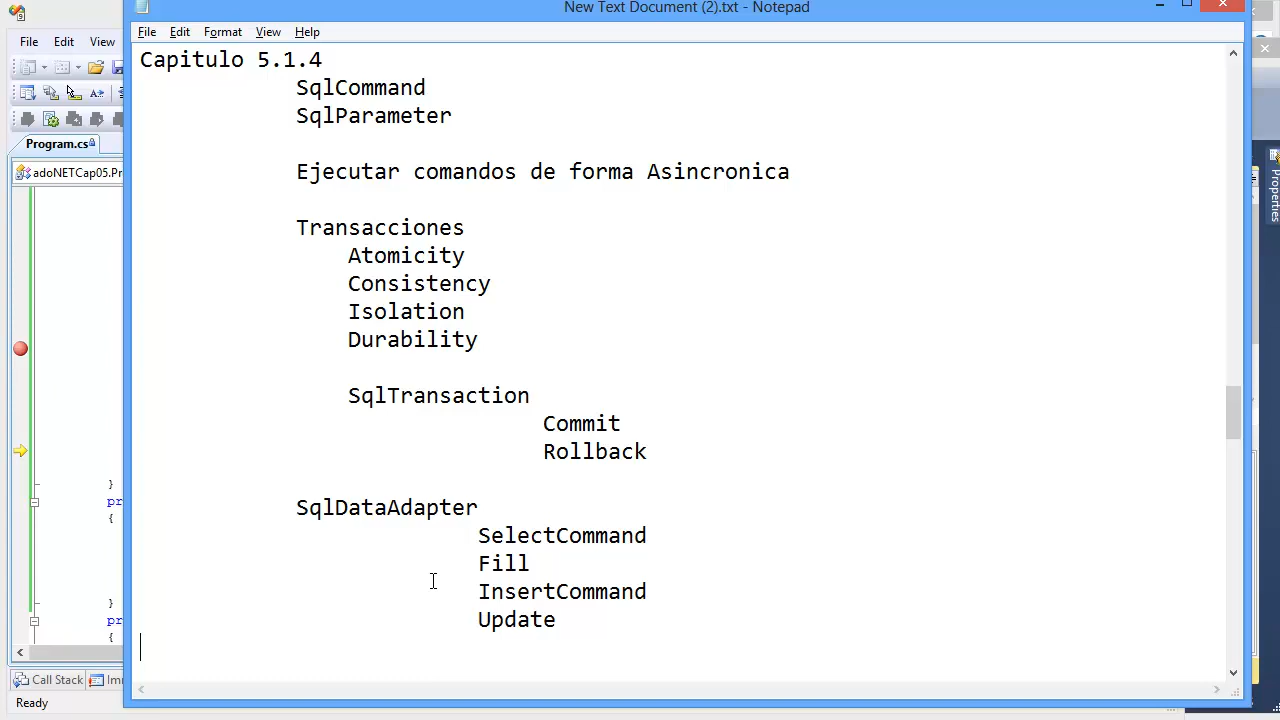 New Text Document (2).txt - Notepad
File Edit View
File Edit Format View Help
Capitulo 5.1.4
SqlCommand
SqlParameter
Program.cs
adoNETCap05.Pr
Ejecutar comandos de forma Asincronica
Properties
Transacciones
Atomicity
Consistency
Isolation
Durability
SqlTransaction
Commit
Rollback
}
pr
SqlDataAdapter
{
SelectCommand
Fill
InsertCommand
}
pr
Update
{
Call Stack
Ready